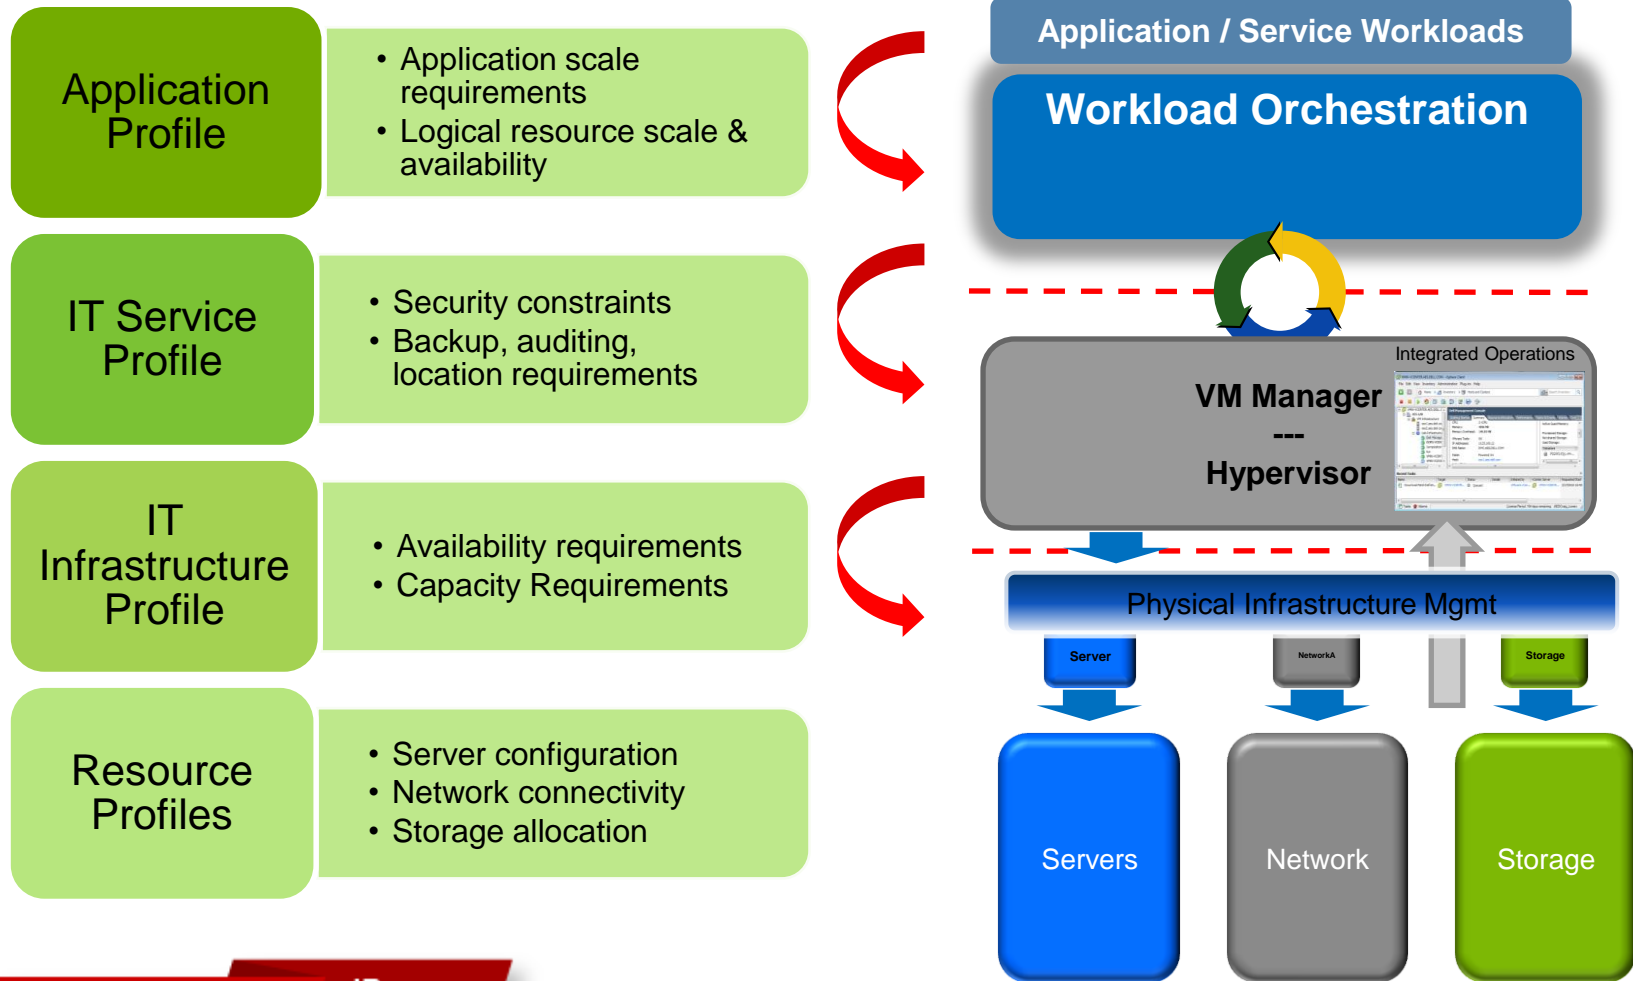 Application
Profile
• Application scale
requirements
• Logical resource scale &
availability
IT Service
Profile
• Security constraints
• Backup, auditing,
location requirements
IT
Infrastructure
Profile
• Availability requirements
• Capacity Requirements
Resource
Profiles
• Server configuration
• Network connectivity
• Storage allocation
Application / Service Workloads
Workload Orchestration
Integrated Operations
VM Manager
---
Hypervisor
Physical Infrastructure Mgmt
Server
NetworkA
Storage
Servers
Network
Storage